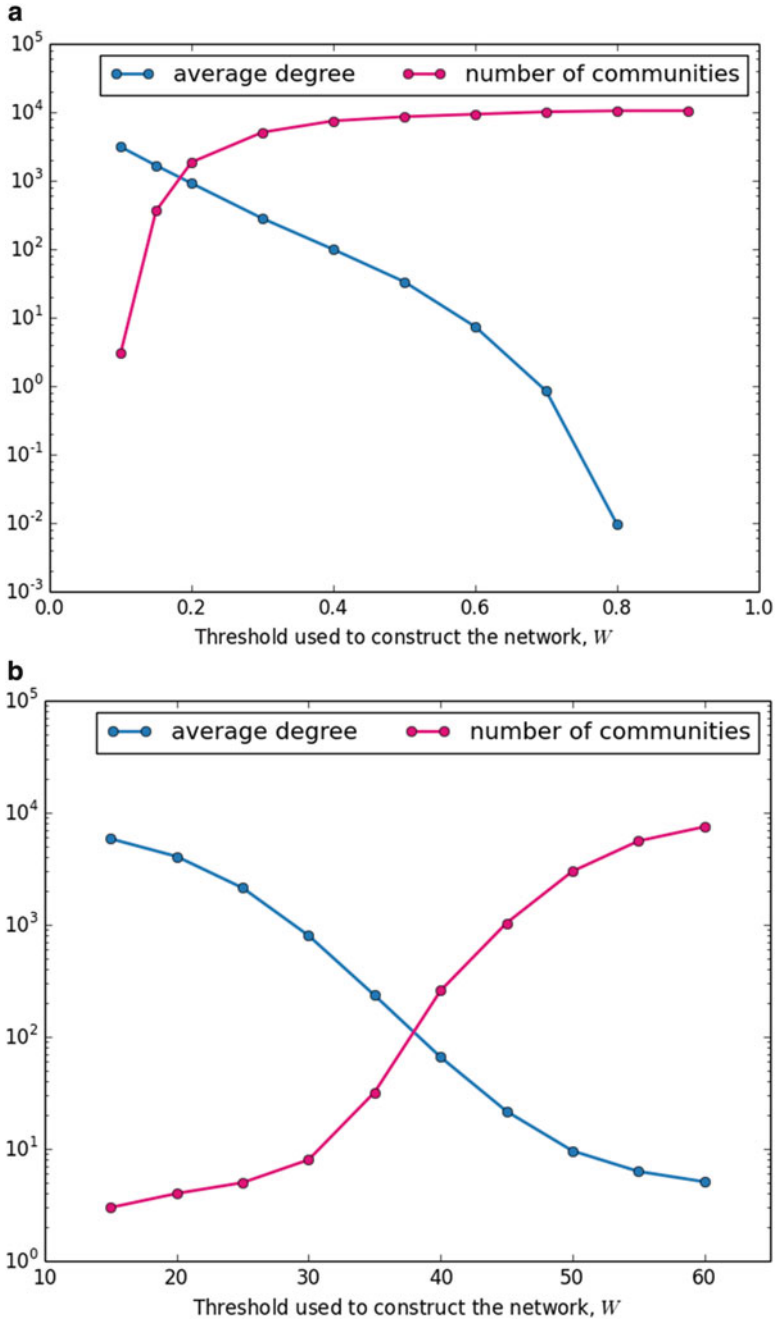 a
average degree number of communities
10^5
10^4
10^3
10^2
10^1
10^0
10^-1
10^-2
10^-3
0.0 0.2 0.4 0.6 0.8 1.0
Threshold used to construct the network, W
b
average degree number of communities
10^5
10^4
10^3
10^2
10^1
10^0
10 20 30 40 50 60
Threshold used to construct the network, W